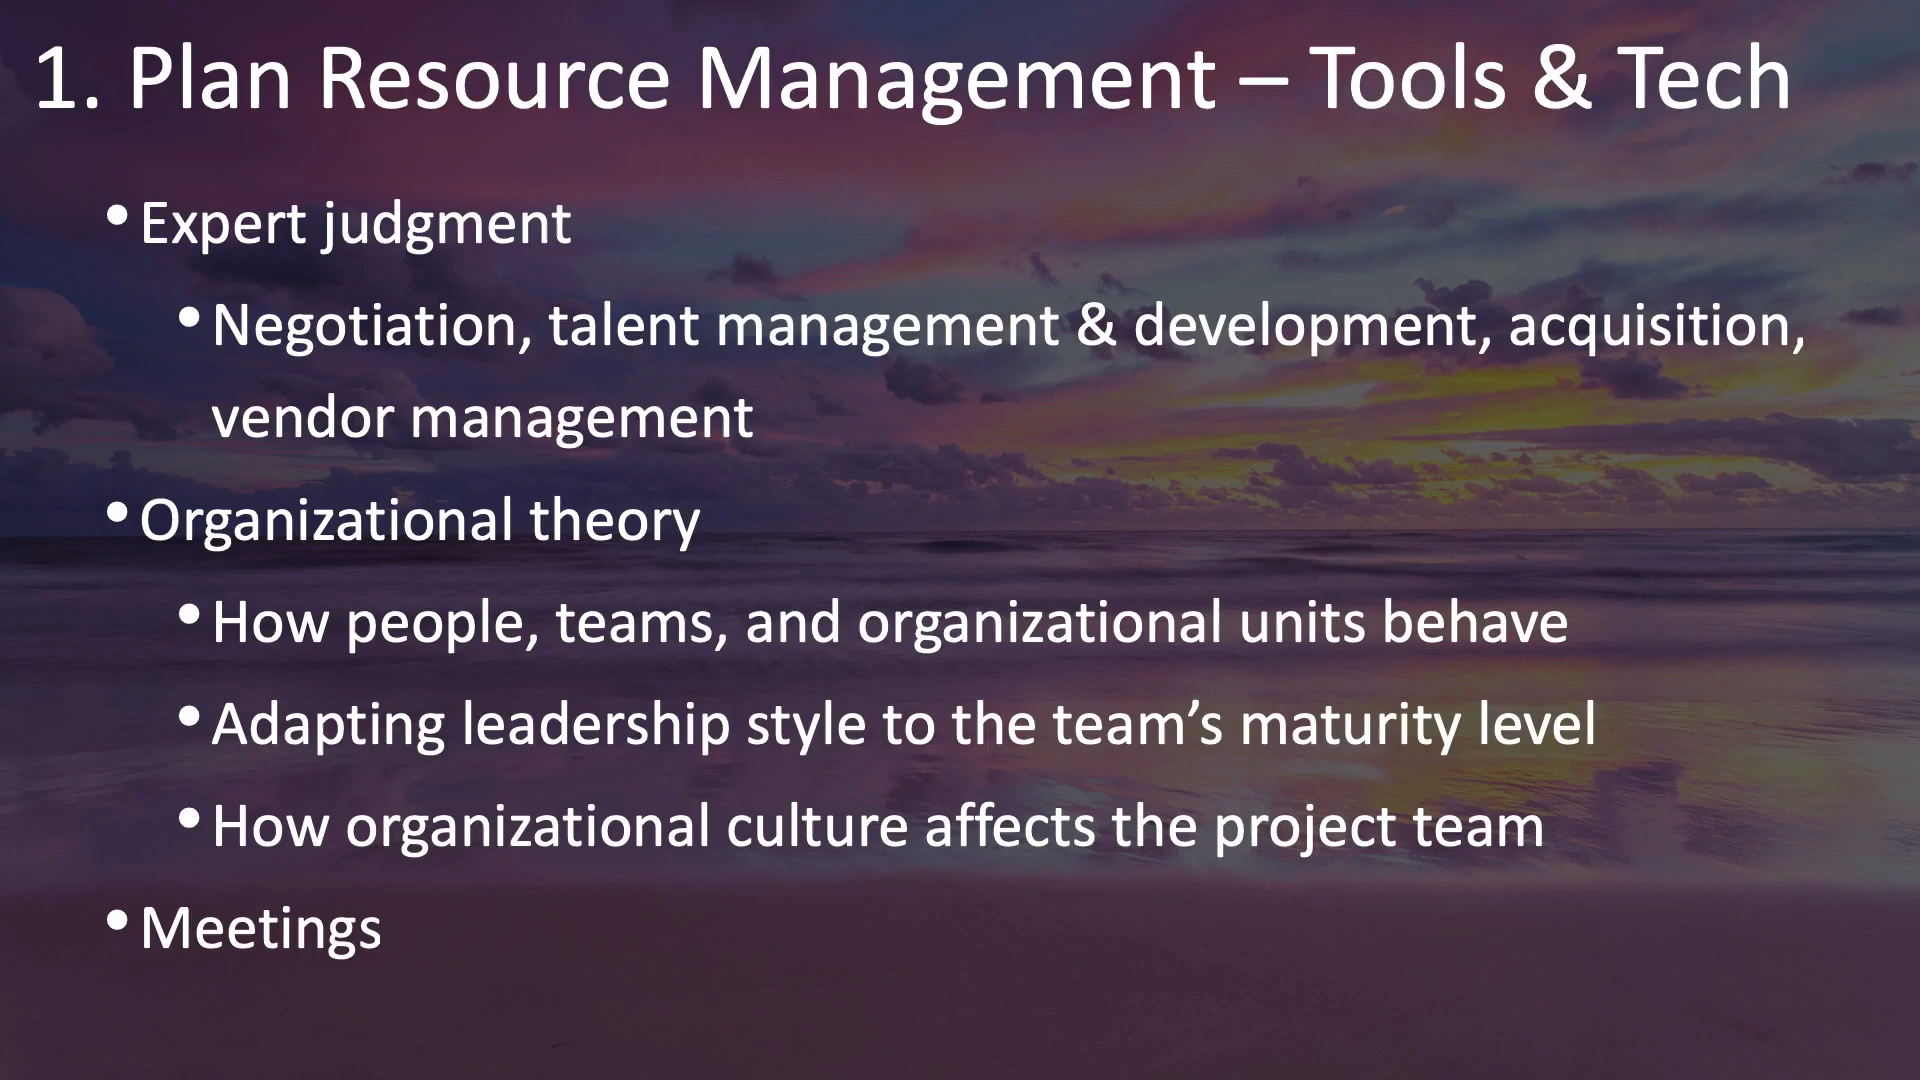 1. Plan Resource Management – Tools & Tech
•Expert judgment
•Negotiation, talent management & development, acquisition,
vendor management
•Organizational theory
•How people, teams, and organizational units behave
•Adapting leadership style to the team’s maturity level
•How organizational culture affects the project team
•Meetings